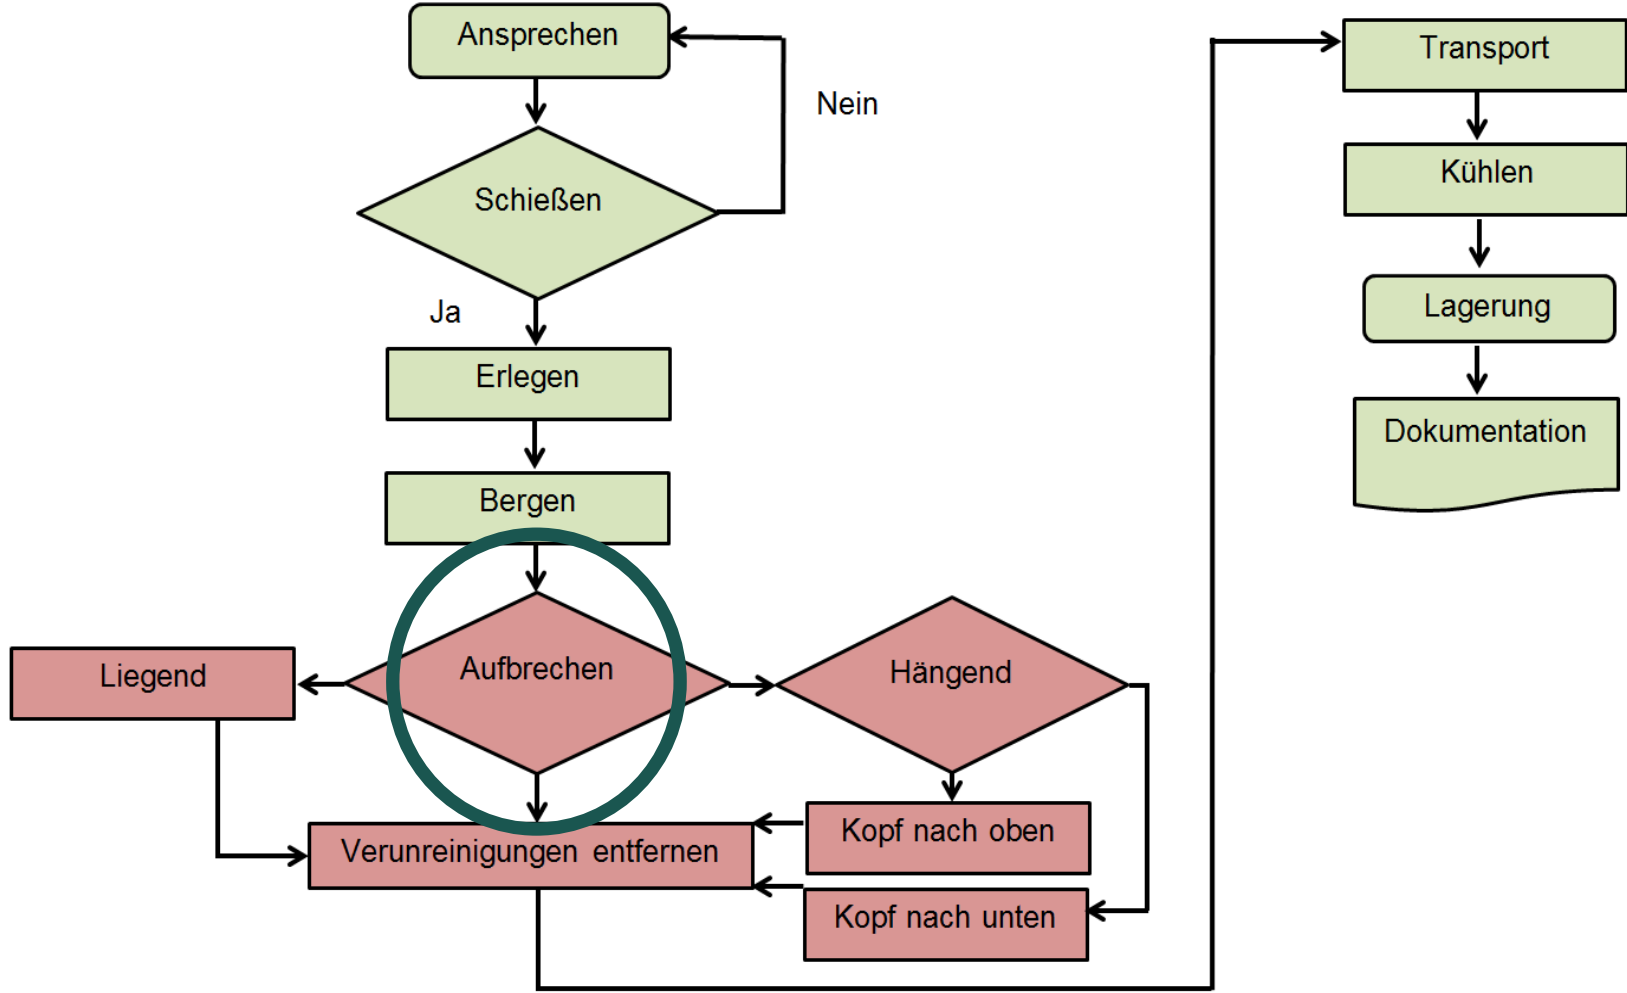 Ansprechen
Nein
Schießen
Ja
Erlegen
Bergen
Aufbrechen
Liegend
Hängend
Kopf nach oben
Verunreinigungen entfernen
Kopf nach unten
Transport
Kühlen
Lagerung
Dokumentation